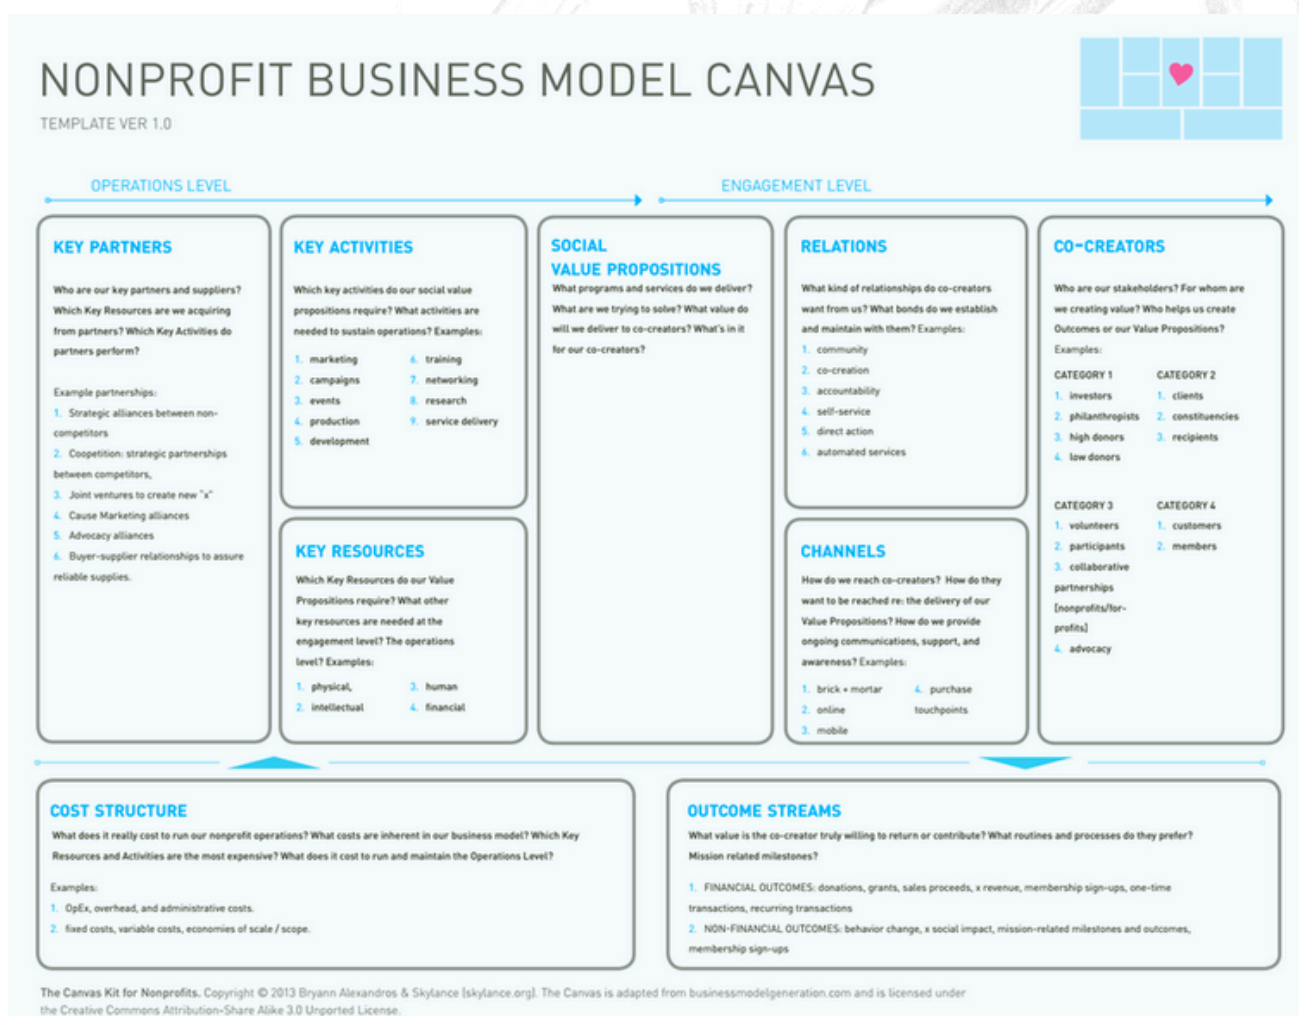 NONPROFIT BUSINESS MODEL CANVAS
TEMPLATE VER 1.0
OPERATIONS LEVEL
ENGAGEMENT LEVEL
KEY PARTNERS
Who are our key partners and suppliers?
Which Key Resources are we acquiring
from partners? Which Key Activities do
partners perform?
Example partnerships:
1. Strategic alliances between non-
competitors
2. Coopetition: strategic partnerships
between competitors,
3. Joint ventures to create new "x"
4. Cause Marketing alliances
5. Advocacy alliances
6. Buyer-supplier relationships to assure
reliable supplies.
KEY ACTIVITIES
Which key activities do our social value
propositions require? What activities are
needed to sustain operations? Examples:
1. marketing
2. campaigns
3. events
4. production
5. development
6. training
7. networking
8. research
9. service delivery
KEY RESOURCES
Which Key Resources do our Value
Propositions require? What other
key resources are needed at the
engagement level? The operations
level? Examples:
1. physical,
2. intellectual
3. human
4. financial
SOCIAL
VALUE PROPOSITIONS
What programs and services do we deliver?
What are we trying to solve? What value do
will we deliver to co-creators? What's in it
for our co-creators?
RELATIONS
What kind of relationships do co-creators
want from us? What bonds do we establish
and maintain with them? Examples:
1. community
2. co-creation
3. accountability
4. self-service
5. direct action
6. automated services
CHANNELS
How do we reach co-creators? How do they
want to be reached re: the delivery of our
Value Propositions? How do we provide
ongoing communications, support, and
awareness? Examples:
1. brick + mortar
2. online
3. mobile
4. purchase
touchpoints
CO-CREATORS
Who are our stakeholders? For whom are
we creating value? Who helps us create
Outcomes or our Value Propositions?
Examples:
CATEGORY 1
1. investors
2. philanthropists
3. high donors
4. low donors
CATEGORY 2
1. clients
2. constituencies
3. recipients
CATEGORY 3
1. volunteers
2. participants
3. collaborative
partnerships
[nonprofits/for-
profits]
4. advocacy
CATEGORY 4
1. customers
2. members
COST STRUCTURE
What does it really cost to run our nonprofit operations? What costs are inherent in our business model? Which Key
Resources and Activities are the most expensive? What does it cost to run and maintain the Operations Level?
Examples:
1. OpEx, overhead, and administrative costs.
2. fixed costs, variable costs, economies of scale / scope.
OUTCOME STREAMS
What value is the co-creator truly willing to return or contribute? What routines and processes do they prefer?
Mission related milestones?
1. FINANCIAL OUTCOMES: donations, grants, sales proceeds, x revenue, membership sign-ups, one-time
transactions, recurring transactions
2. NON-FINANCIAL OUTCOMES: behavior change, x social impact, mission-related milestones and outcomes,
membership sign-ups
The Canvas Kit for Nonprofits. Copyright © 2013 Bryann Alexandros & Skylance [skylance.org]. The Canvas is adapted from businessmodelgeneration.com and is licensed under
the Creative Commons Attribution-Share Alike 3.0 Unported License.